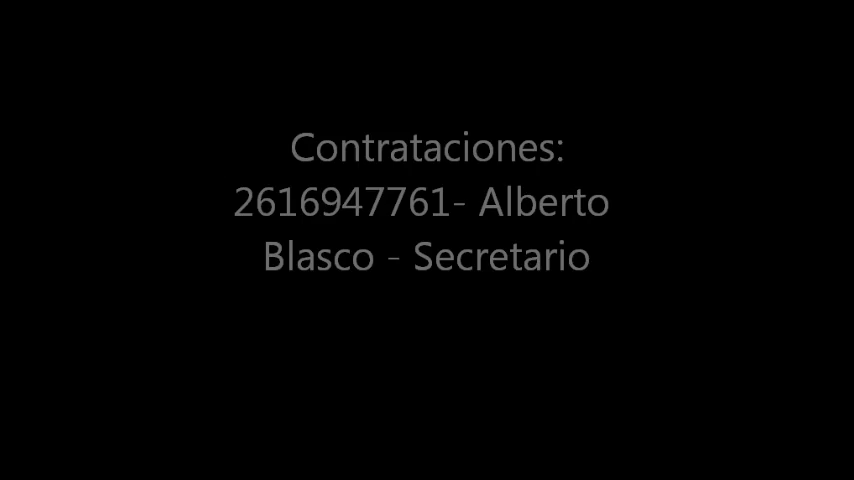 Contrataciones:
2616947761- Alberto
Blasco - Secretario